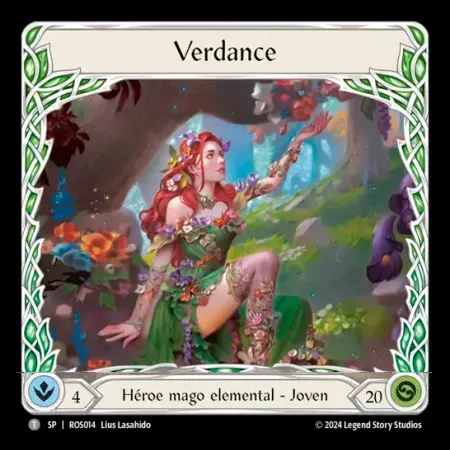 Verdance
4 Héroe mago elemental - Joven 20
T SP | ROS014 Lius Lasahido © 2024 Legend Story Studios